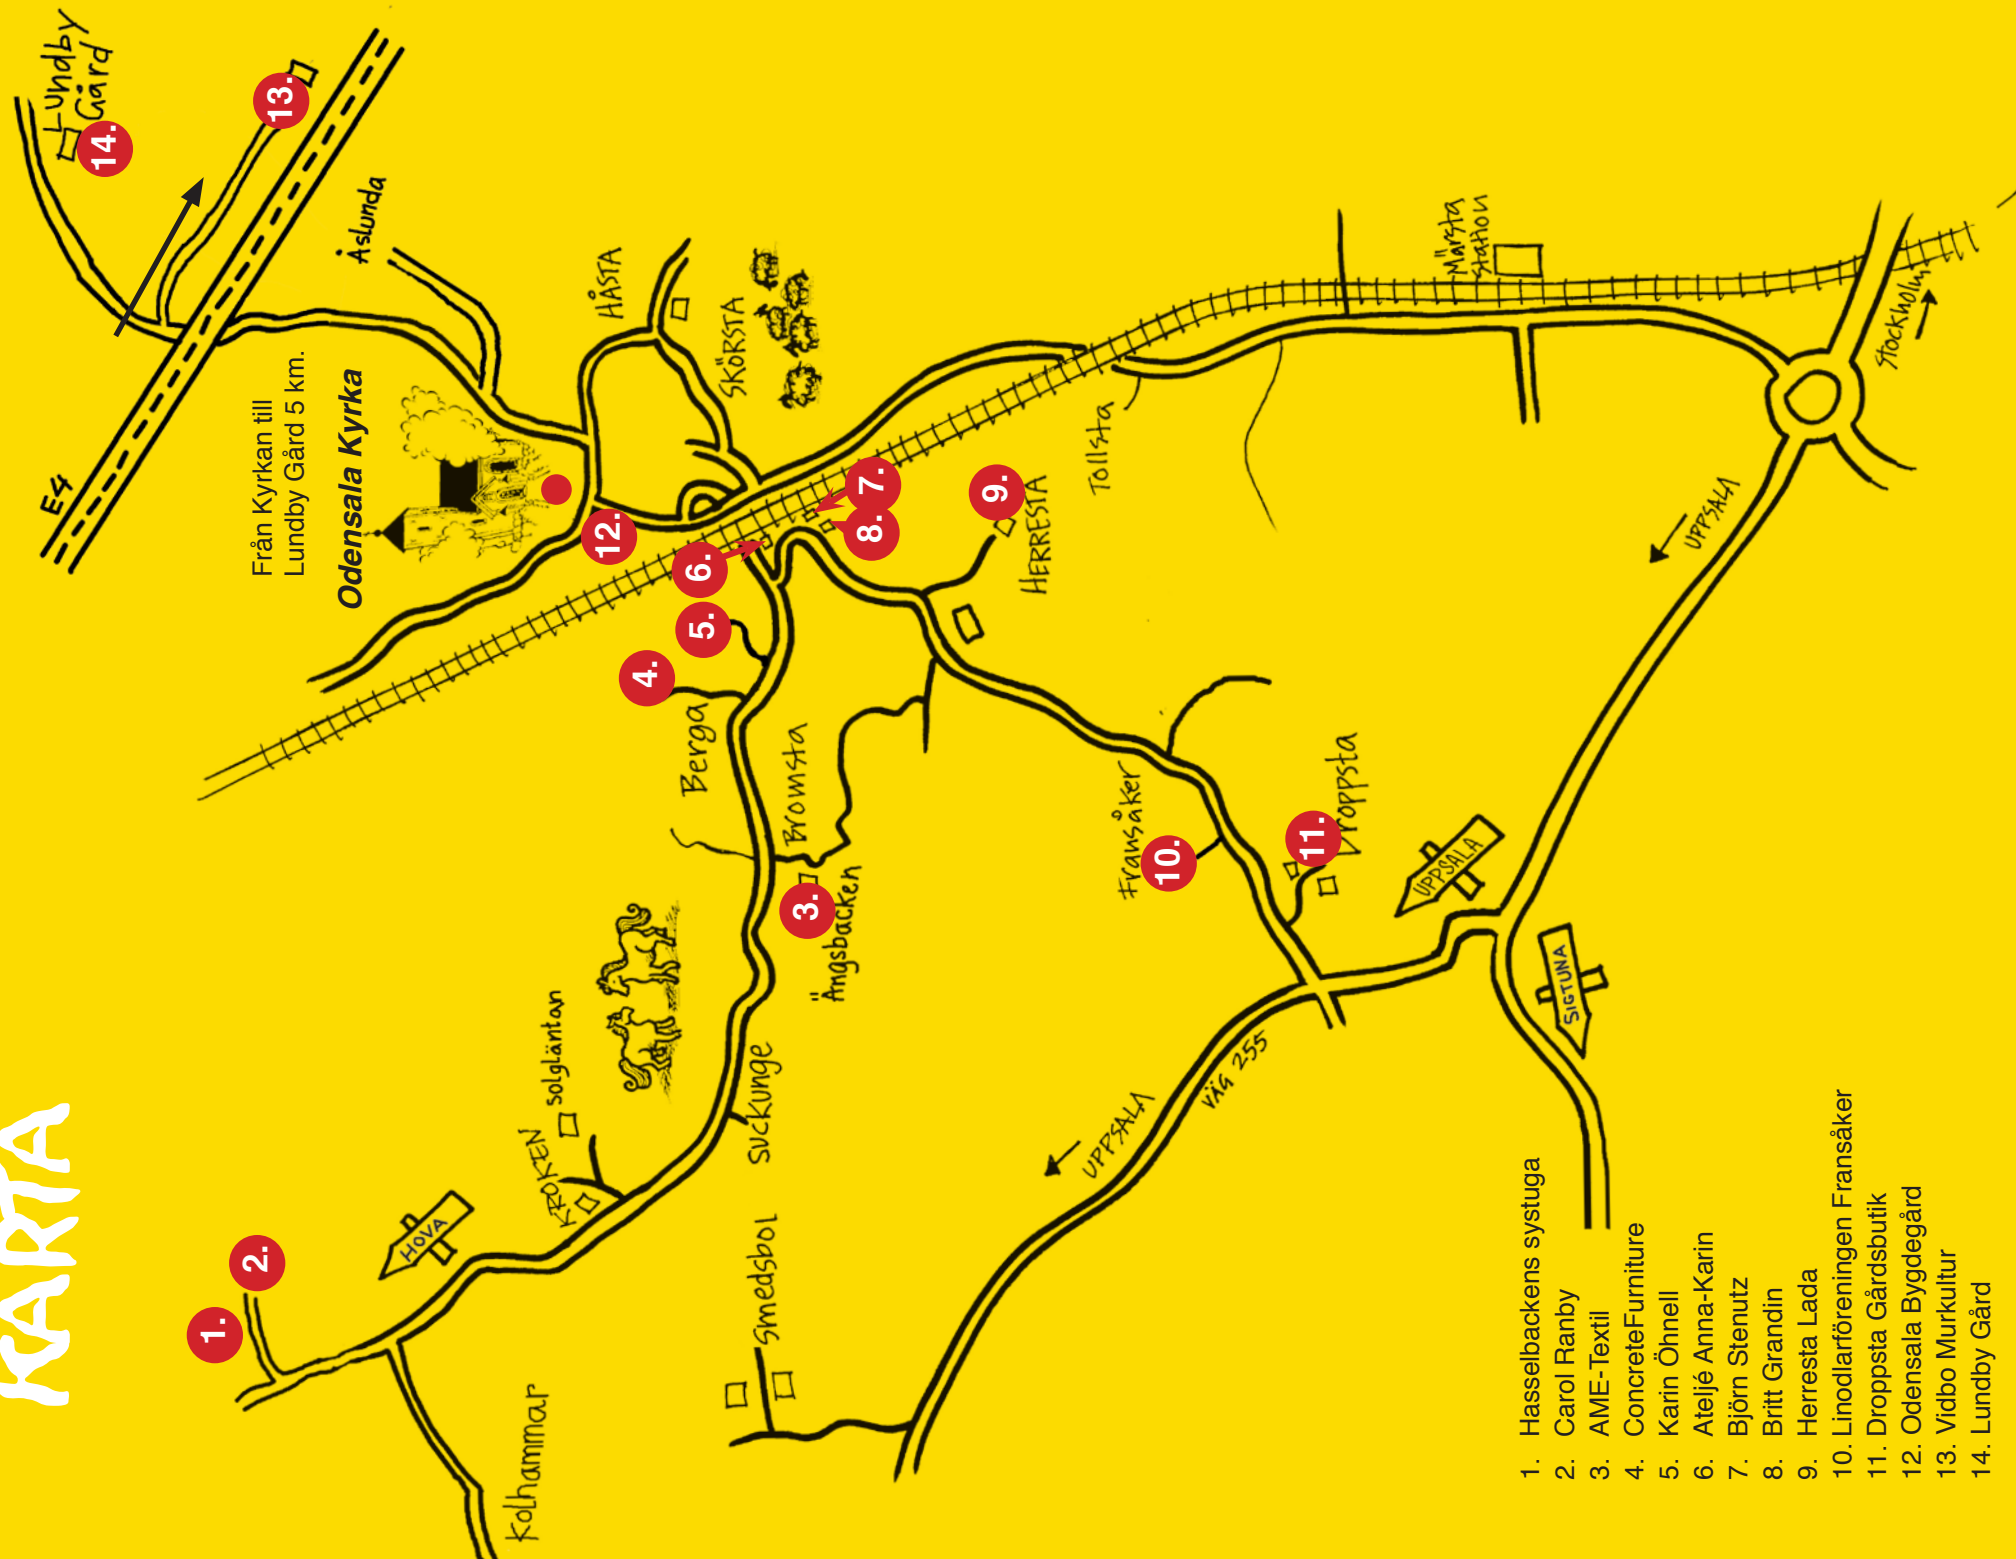 KARTA
1.
2.
HOVA
Kolhammar
KROKEN
solgläntan
Smedsbol
SUCKUNGE
3.
Ängsbacken
Bromsta
Berga
4.
5.
6.
7.
8.
9.
HERRESTA
12.
Från Kyrkan till
Lundby Gård 5 km.
Odensala Kyrka
E4
Åslunda
13.
14.
Lundby
Gård
HÅSTA
SKÖRSTA
Tollsta
Märsta
Station
Stockholm
UPPSALA
Fransåker
10.
11.
Droppsta
UPPSALA
SIGTUNA
VÄG 255
UPPSALA
1. Hasselbackens systuga
2. Carol Ranby
3. AME-Textil
4. ConcreteFurniture
5. Karin Öhnell
6. Ateljé Anna-Karin
7. Björn Stenutz
8. Britt Grandin
9. Herresta Lada
10. Linodlarföreningen Fransåker
11. Droppsta Gårdsbutik
12. Odensala Bygdegård
13. Vidbo Murkultur
14. Lundby Gård